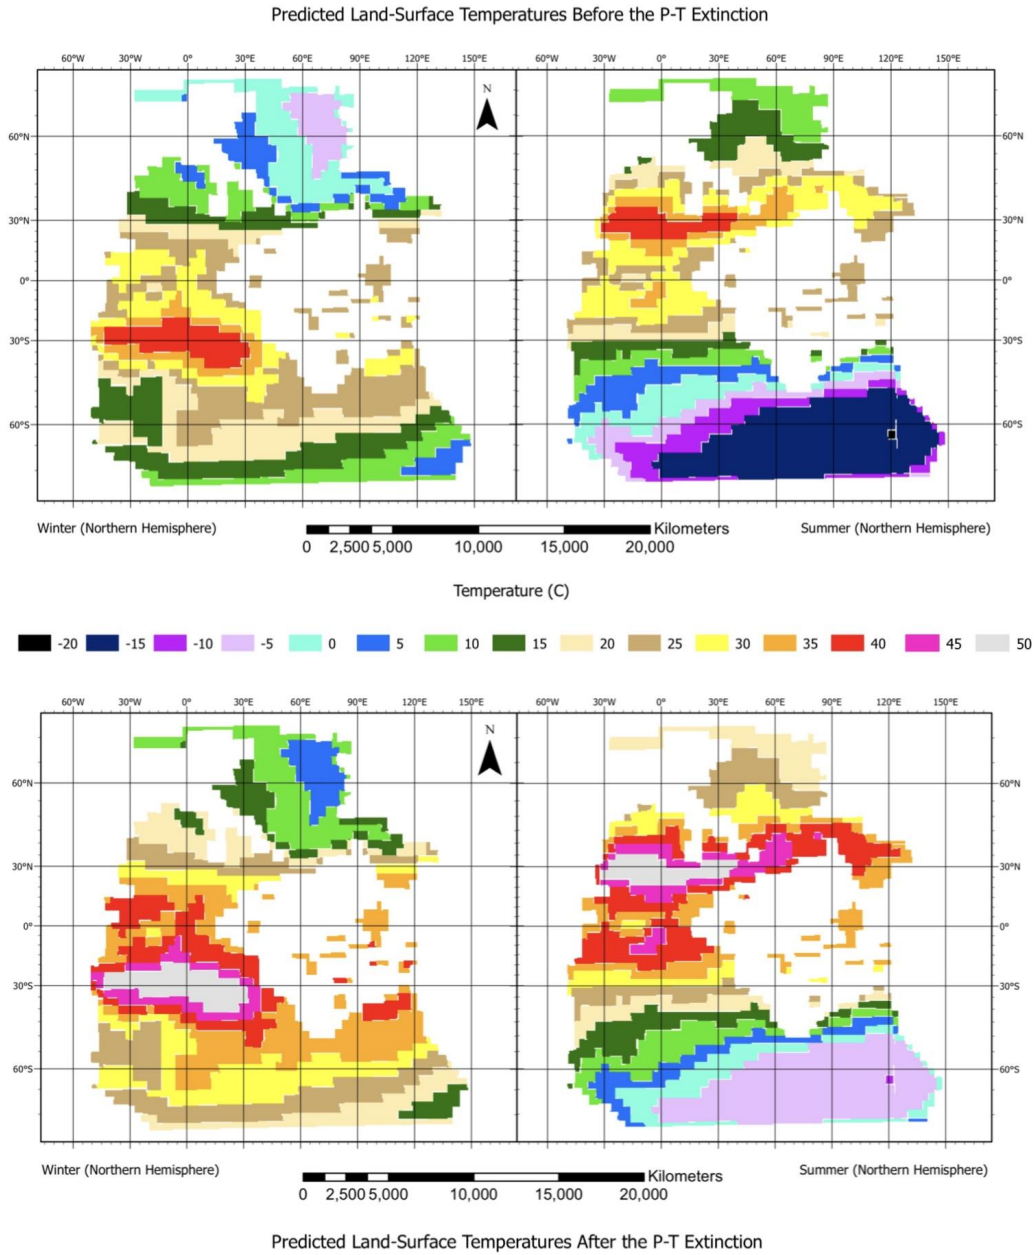 Predicted Land-Surface Temperatures Before the P-T Extinction
60°W 30°W 0° 30°E 60°E 90°E 120°E 150°E 60°W 30°W 0° 30°E 60°E 90°E 120°E 150°E
N
60°N 60°N
30°N 30°N
0° 0°
30°S 30°S
60°S 60°S
Winter (Northern Hemisphere) Kilometers Summer (Northern Hemisphere)
0 2,500 5,000 10,000 15,000 20,000
Temperature (C)
-20 -15 -10 -5 0 5 10 15 20 25 30 35 40 45 50
60°W 30°W 0° 30°E 60°E 90°E 120°E 150°E 60°W 30°W 0° 30°E 60°E 90°E 120°E 150°E
N
60°N 60°N
30°N 30°N
0° 0°
30°S 30°S
60°S 60°S
Winter (Northern Hemisphere) Kilometers Summer (Northern Hemisphere)
0 2,500 5,000 10,000 15,000 20,000
Predicted Land-Surface Temperatures After the P-T Extinction